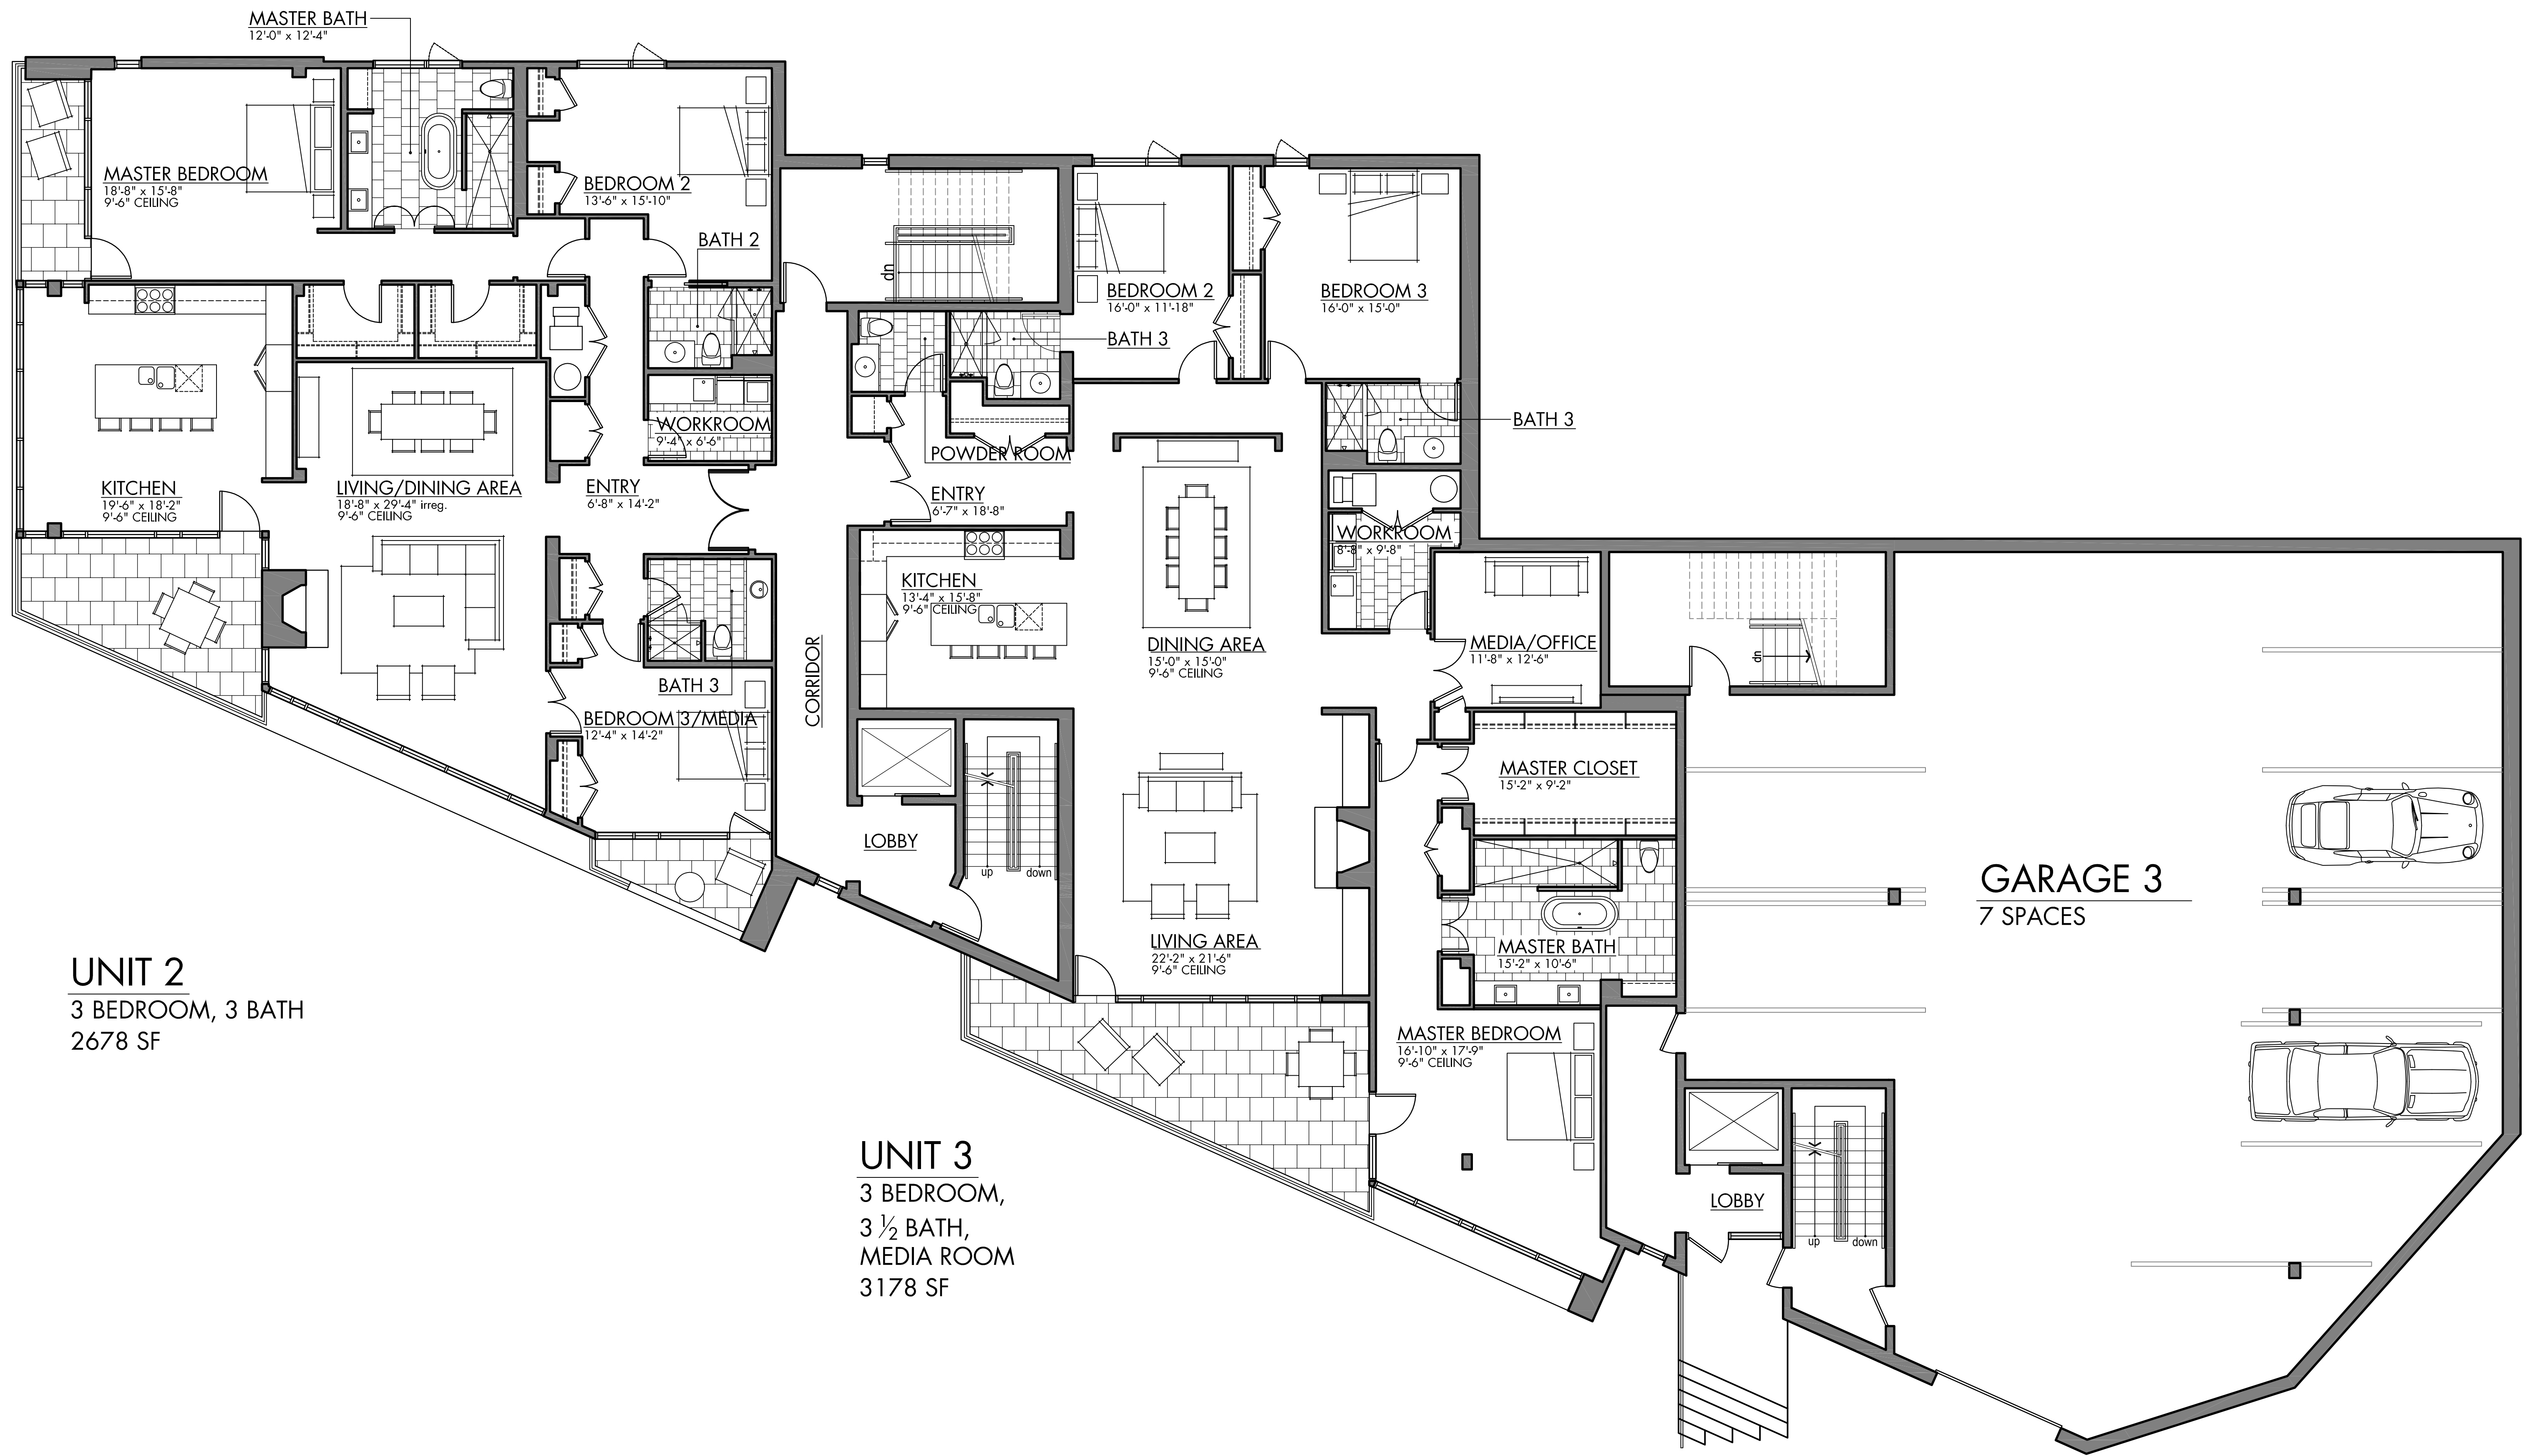 MASTER BATH
12'-0" x 12'-4"
MASTER BEDROOM
18'-8" x 15'-8"
9'-6" CEILING
BEDROOM 2
13'-6" x 15'-10"
BATH 2
WORKROOM
9'-4" x 6'-6"
KITCHEN
19'-6" x 18'-2"
9'-6" CEILING
LIVING/DINING AREA
18'-8" x 29'-4" irreg.
9'-6" CEILING
ENTRY
6'-8" x 14'-2"
BATH 3
BEDROOM 3/MEDIA
12'-4" x 14'-2"
UNIT 2
3 BEDROOM, 3 BATH
2678 SF
CORRIDOR
dn
BEDROOM 2
16'-0" x 11'-18"
BEDROOM 3
16'-0" x 15'-0"
BATH 3
BATH 3
POWDER ROOM
ENTRY
6'-7" x 18'-8"
KITCHEN
13'-4" x 15'-8"
9'-6" CEILING
DINING AREA
15'-0" x 15'-0"
9'-6" CEILING
WORKROOM
8'-8" x 9'-8"
MEDIA/OFFICE
11'-8" x 12'-6"
dn
MASTER CLOSET
15'-2" x 9'-2"
LOBBY
up
down
LIVING AREA
22'-2" x 21'-6"
9'-6" CEILING
MASTER BATH
15'-2" x 10'-6"
MASTER BEDROOM
16'-10" x 17'-9"
9'-6" CEILING
UNIT 3
3 BEDROOM,
3 ½ BATH,
MEDIA ROOM
3178 SF
LOBBY
up
down
GARAGE 3
7 SPACES